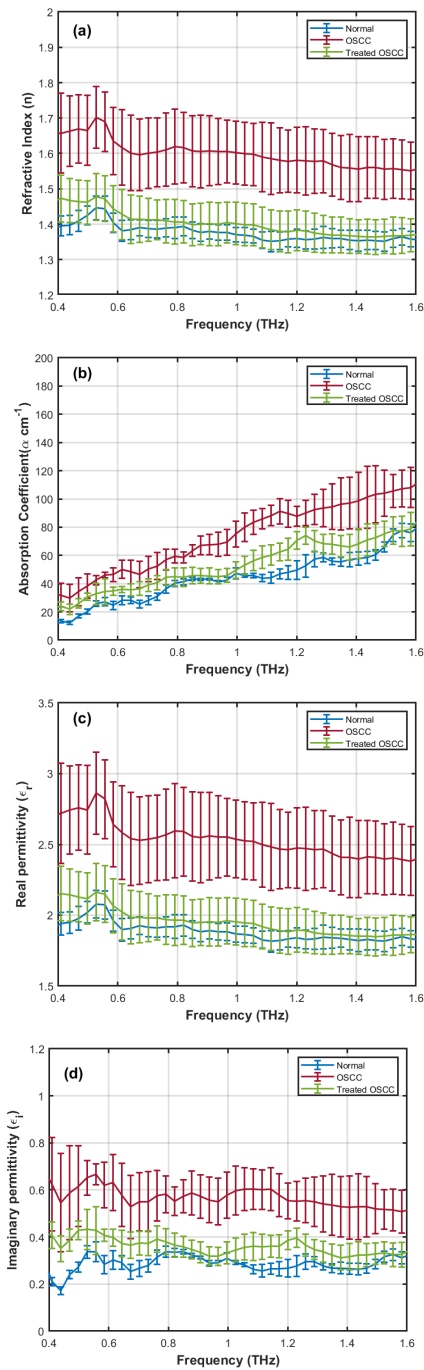 (a)
Normal
OSCC
Treated OSCC
Refractive Index (n)
2
1.9
1.8
1.7
1.6
1.5
1.4
1.3
1.2
0.4 0.6 0.8 1 1.2 1.4 1.6
Frequency (THz)
(b)
Normal
OSCC
Treated OSCC
Absorption Coefficient(α cm-1)
200
180
160
140
120
100
80
60
40
20
0
0.4 0.6 0.8 1 1.2 1.4 1.6
Frequency (THz)
(c)
Normal
OSCC
Treated OSCC
Real permittivity (ϵr)
3.5
3
2.5
2
1.5
0.4 0.6 0.8 1 1.2 1.4 1.6
Frequency (THz)
(d)
Normal
OSCC
Treated OSCC
Imaginary permittivity (ϵi)
1.2
1
0.8
0.6
0.4
0.2
0
0.4 0.6 0.8 1 1.2 1.4 1.6
Frequency (THz)